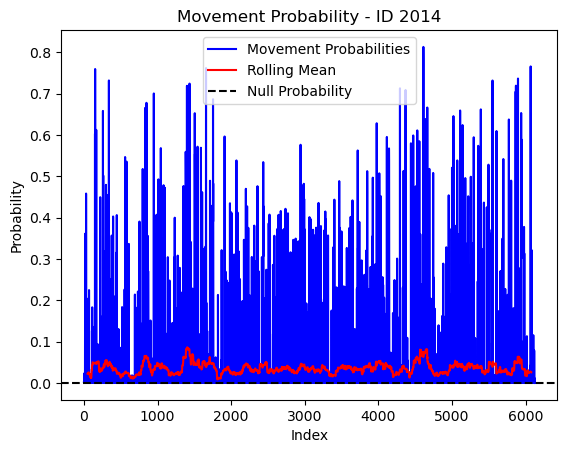 Movement Probability - ID 2014
Movement Probabilities
Rolling Mean
Null Probability
Probability
0.8
0.7
0.6
0.5
0.4
0.3
0.2
0.1
0.0
0 1000 2000 3000 4000 5000 6000
Index